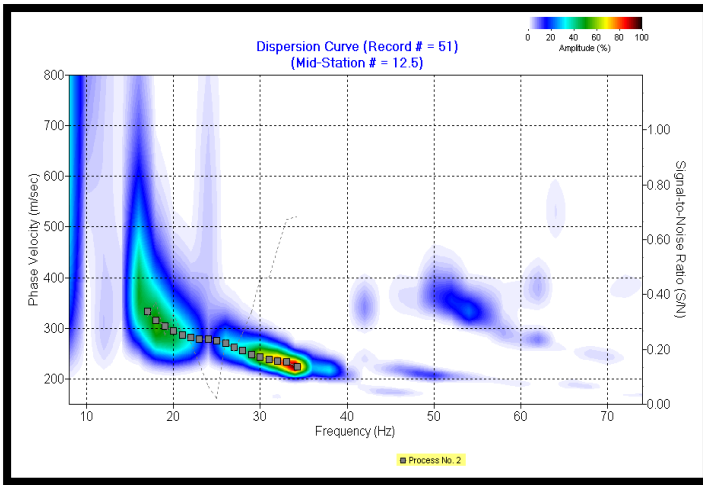 0 20 40 60 80 100
Amplitude (%)
Dispersion Curve (Record # = 51)
(Mid-Station # = 12.5)
800
700
600
500
400
300
200
Phase Velocity (m/sec)
1.00
0.80
0.60
0.40
0.20
0.00
Signal-to-Noise Ratio (S/N)
10 20 30 40 50 60 70
Frequency (Hz)
Process No. 2